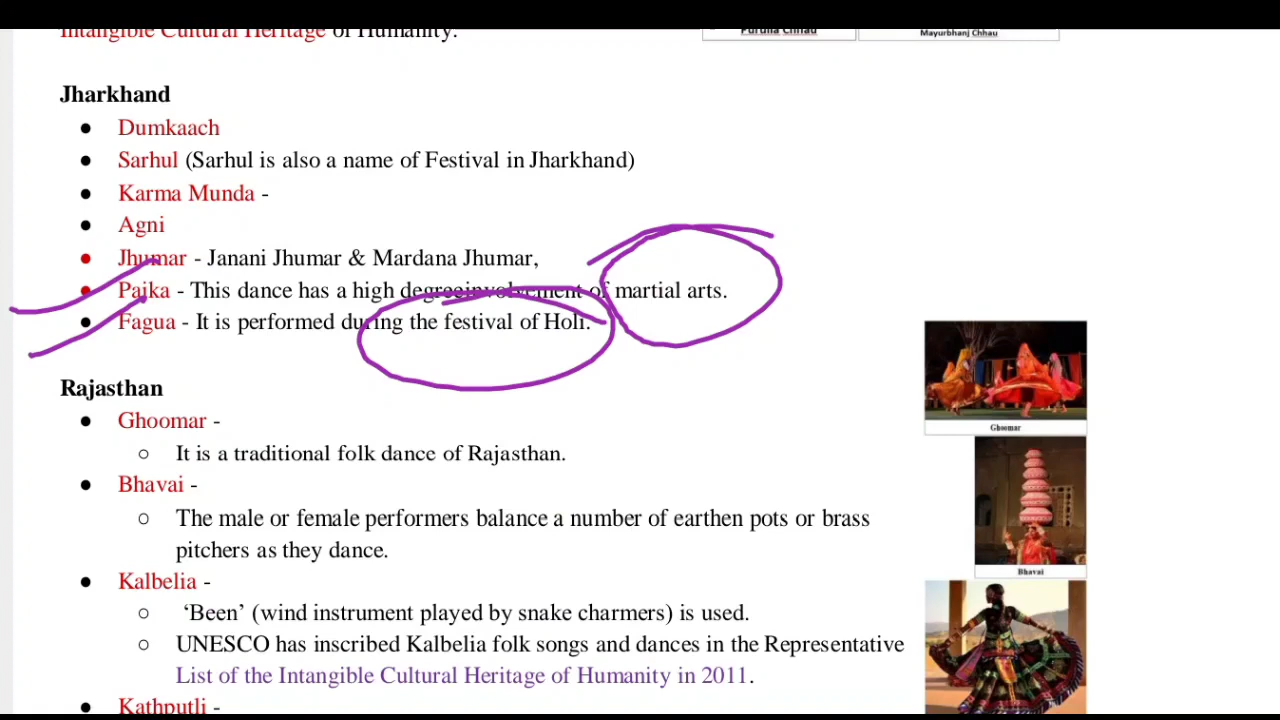 Intangible Cultural Heritage of Humanity.
Purulia Chhau
Mayurbhanj Chhau
Jharkhand
● Dumkaach
● Sarhul (Sarhul is also a name of Festival in Jharkhand)
● Karma Munda -
● Agni
● Jhumar - Janani Jhumar & Mardana Jhumar,
● Paika - This dance has a high degreeinvolvement of martial arts.
● Fagua - It is performed during the festival of Holi.
Rajasthan
● Ghoomar -
○ It is a traditional folk dance of Rajasthan.
● Bhavai -
○ The male or female performers balance a number of earthen pots or brass
pitchers as they dance.
● Kalbelia -
○ ‘Been’ (wind instrument played by snake charmers) is used.
○ UNESCO has inscribed Kalbelia folk songs and dances in the Representative
List of the Intangible Cultural Heritage of Humanity in 2011.
● Kathputli -
Ghoomar
Bhavai